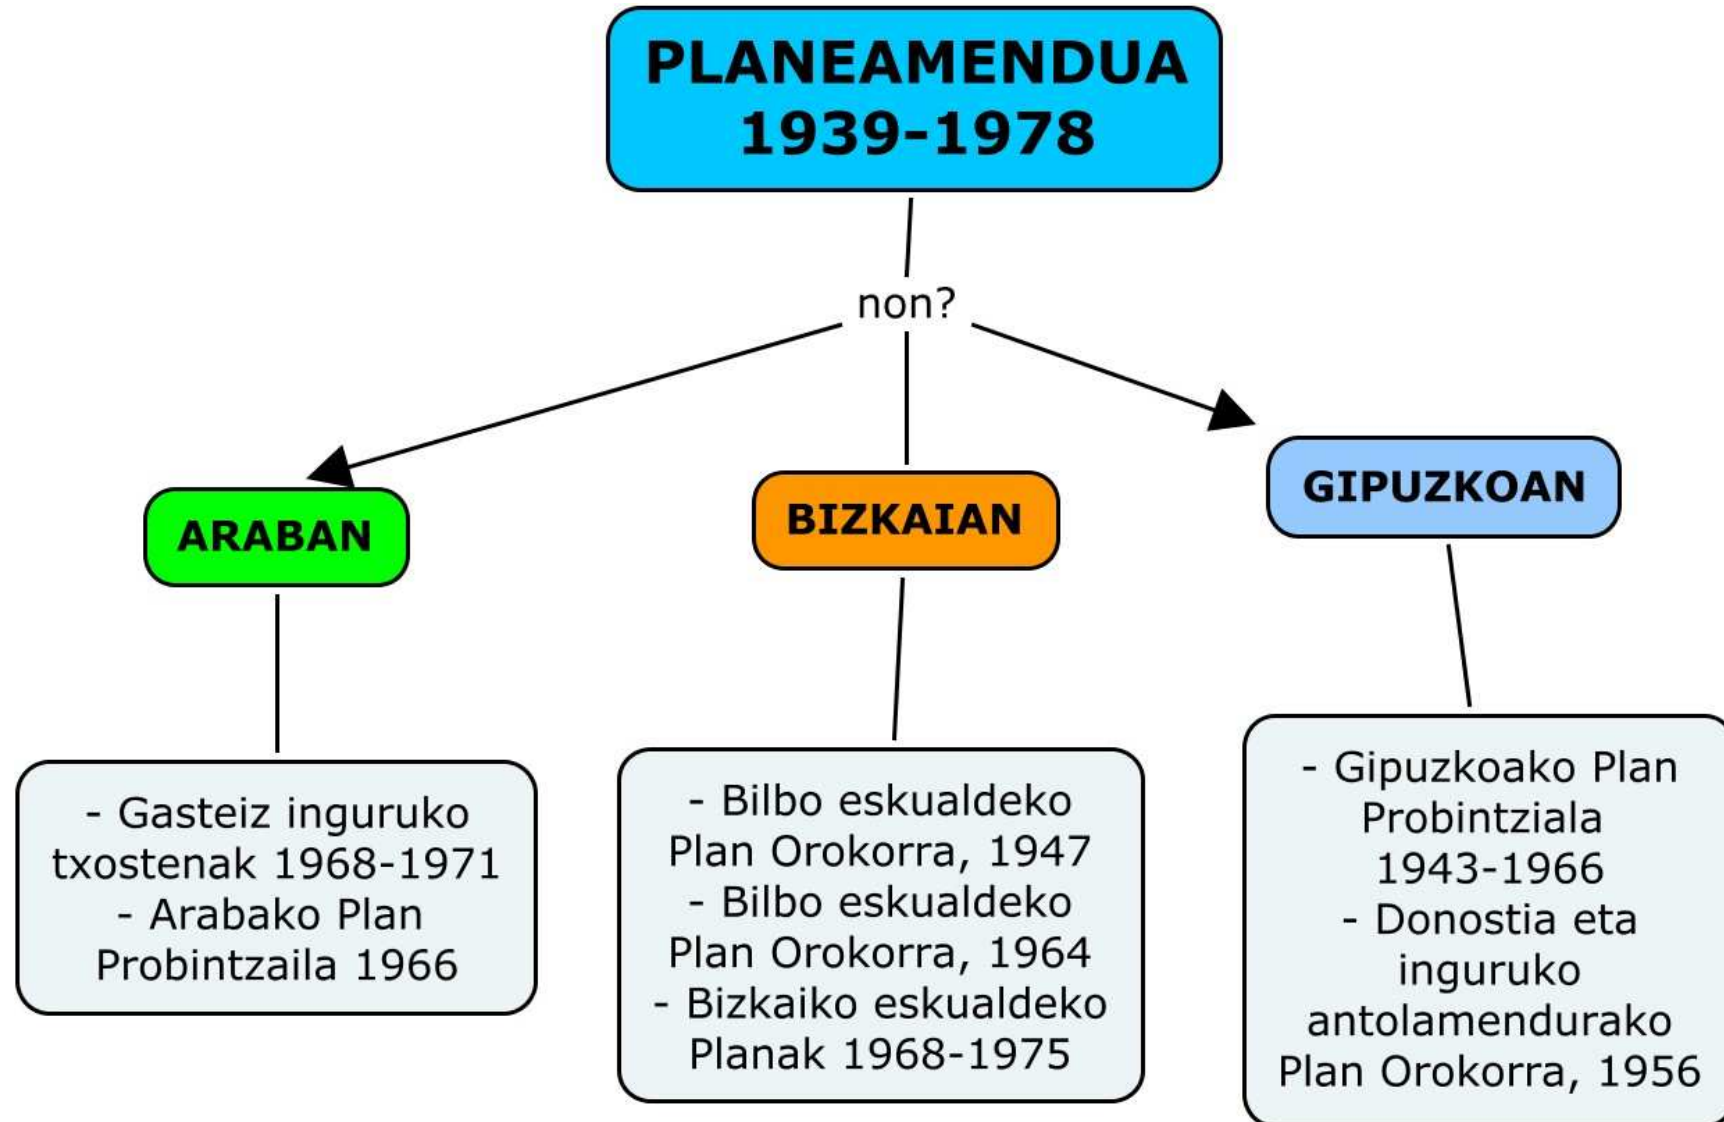 PLANEAMENDUA
1939-1978
non?
ARABAN
BIZKAIAN
GIPUZKOAN
- Gasteiz inguruko
txostenak 1968-1971
- Arabako Plan
Probintzaila 1966
- Bilbo eskualdeko
Plan Orokorra, 1947
- Bilbo eskualdeko
Plan Orokorra, 1964
- Bizkaiko eskualdeko
Planak 1968-1975
- Gipuzkoako Plan
Probintziala
1943-1966
- Donostia eta
inguruko
antolamendurako
Plan Orokorra, 1956